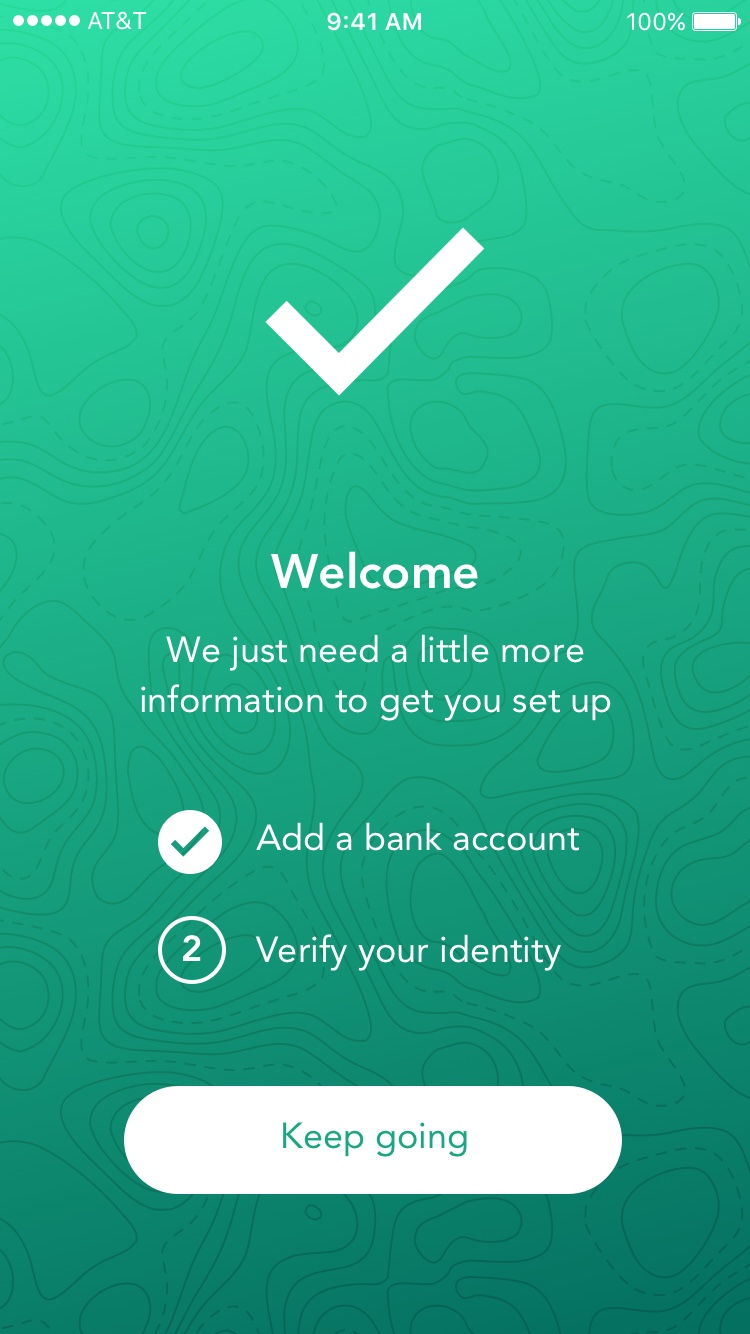 AT&T 9:41 AM 100%
Welcome
We just need a little more
information to get you set up
Add a bank account
2 Verify your identity
Keep going